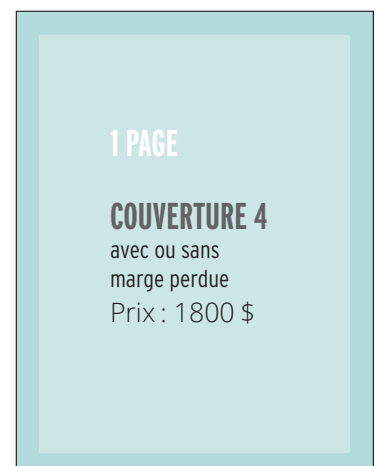 1 PAGE
COUVERTURE 4
avec ou sans
marge perdue
Prix : 1800 $